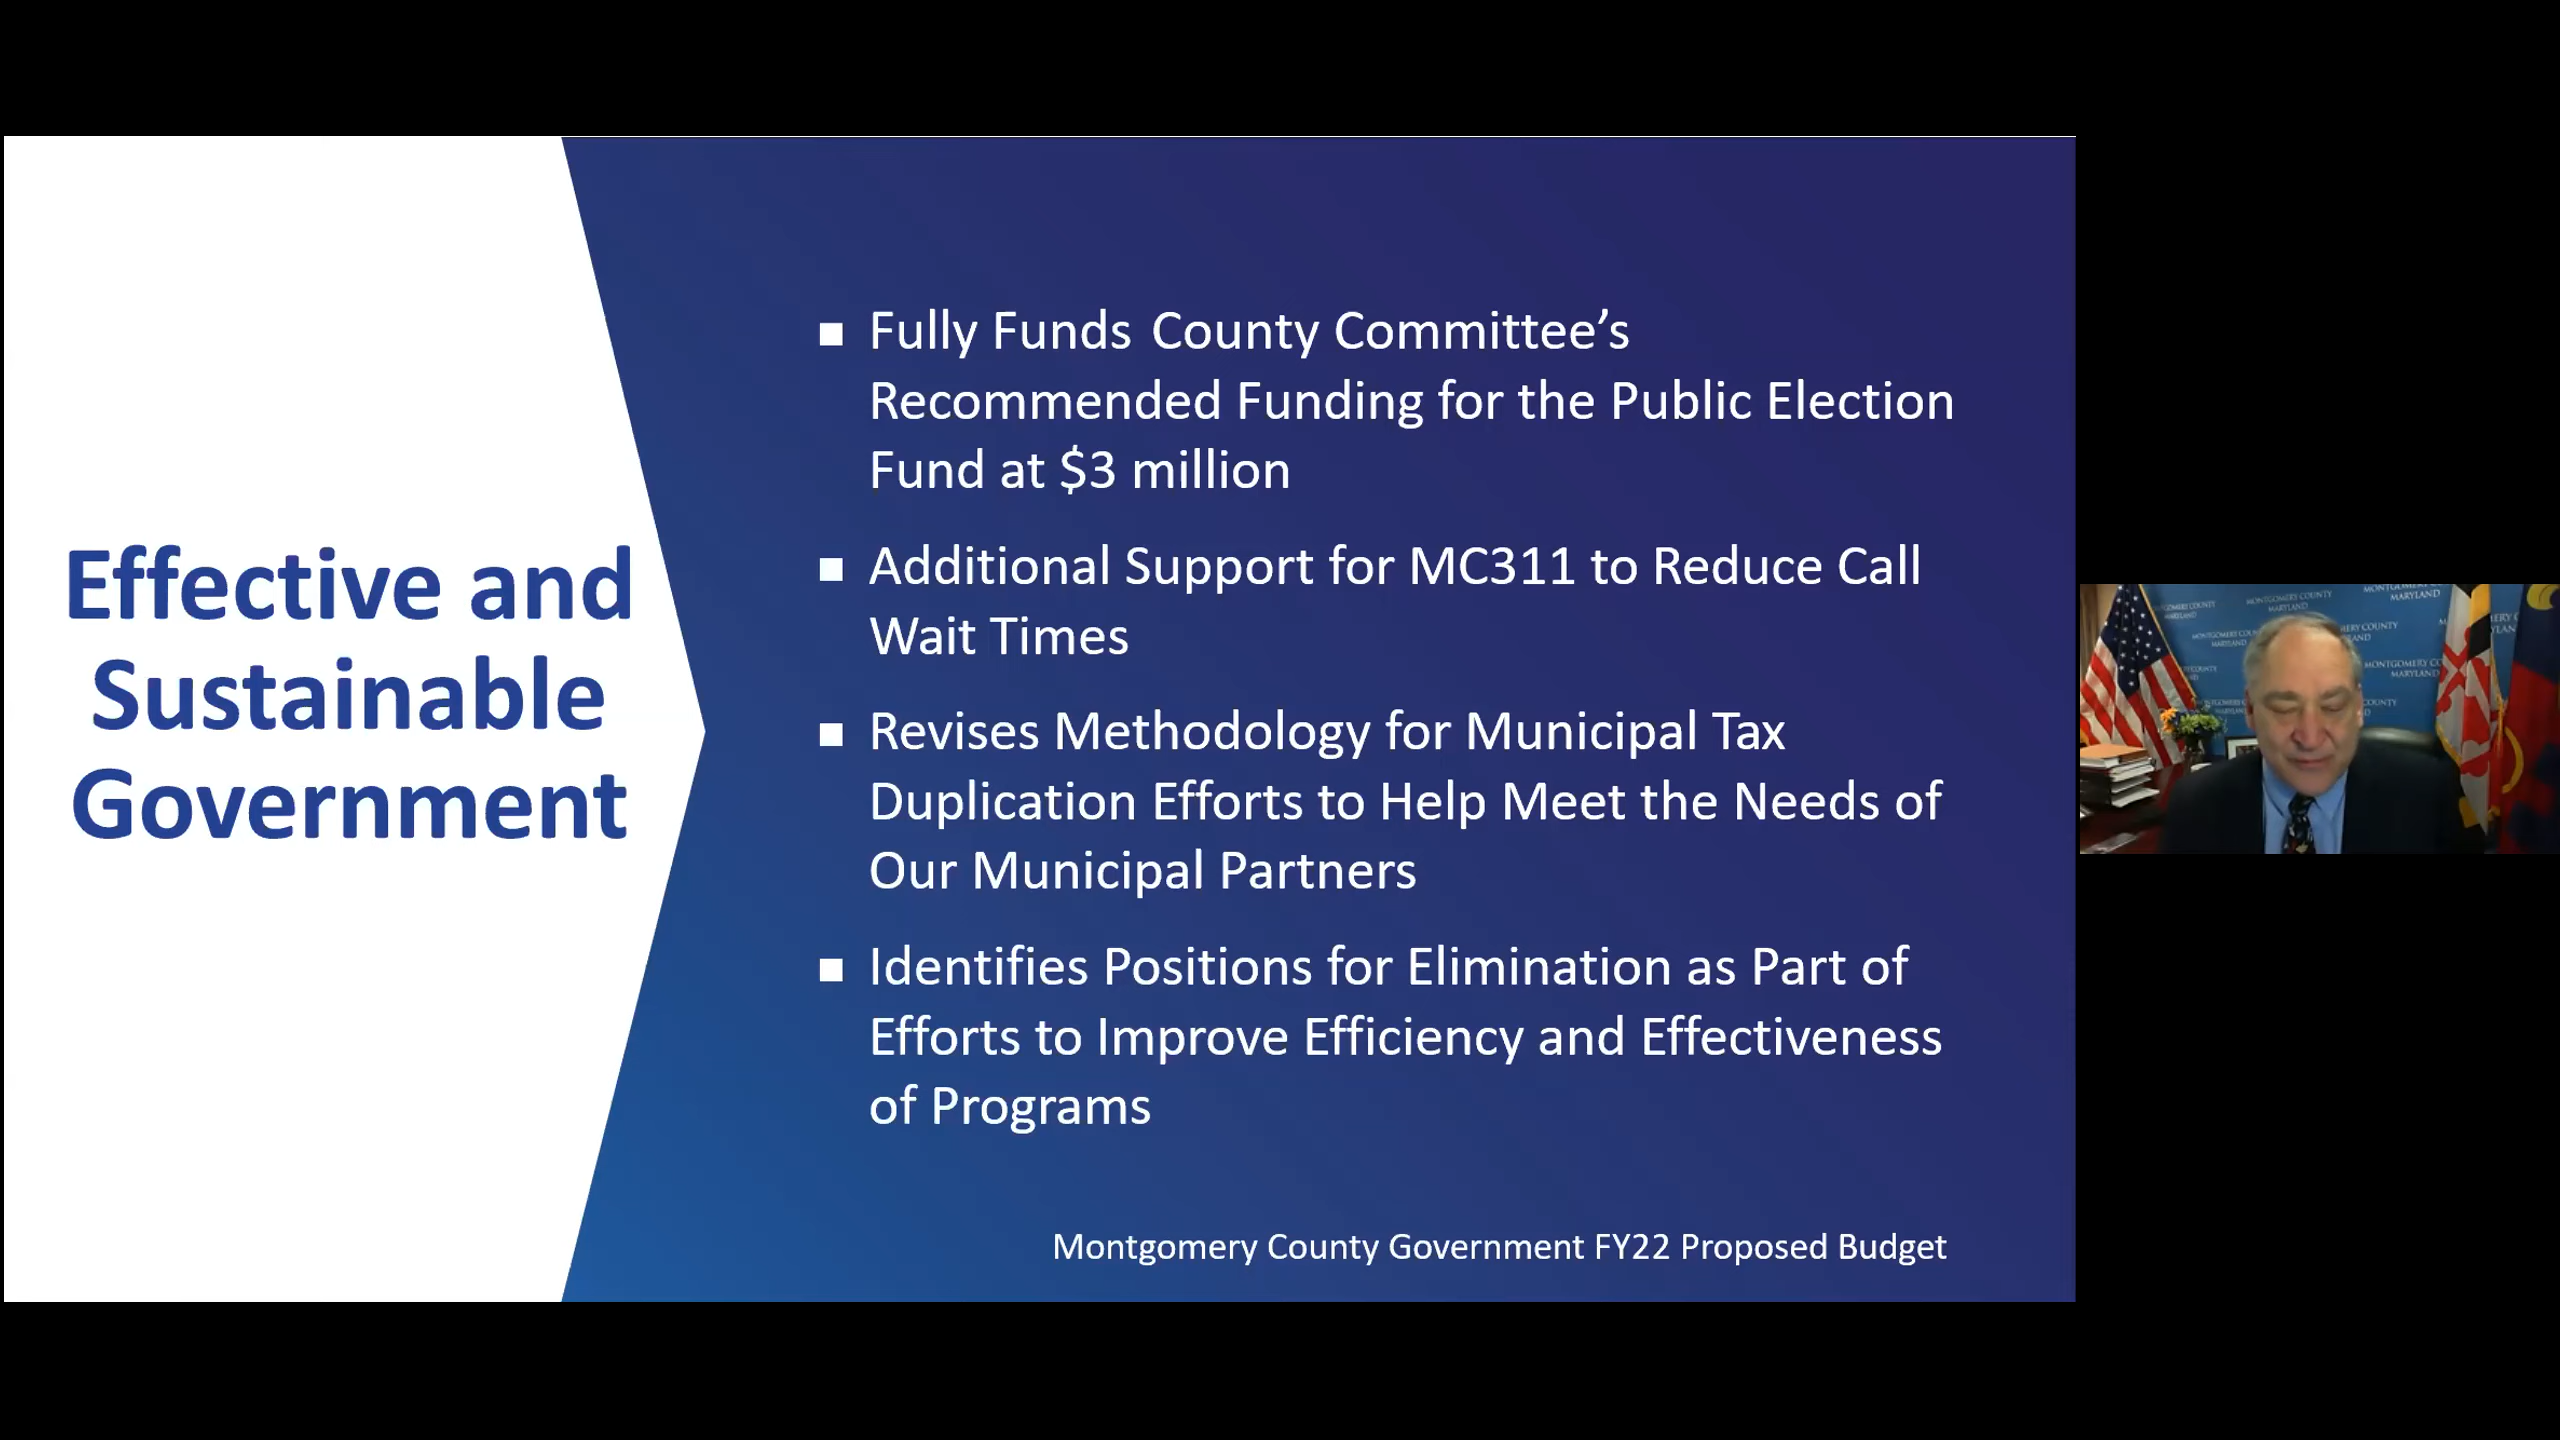 Effective and
Sustainable
Government
Fully Funds County Committee’s
Recommended Funding for the Public Election
Fund at $3 million
Additional Support for MC311 to Reduce Call
Wait Times
Revises Methodology for Municipal Tax
Duplication Efforts to Help Meet the Needs of
Our Municipal Partners
Identifies Positions for Elimination as Part of
Efforts to Improve Efficiency and Effectiveness
of Programs
Montgomery County Government FY22 Proposed Budget
MONTGOMERY COUNTY
MARYLAND